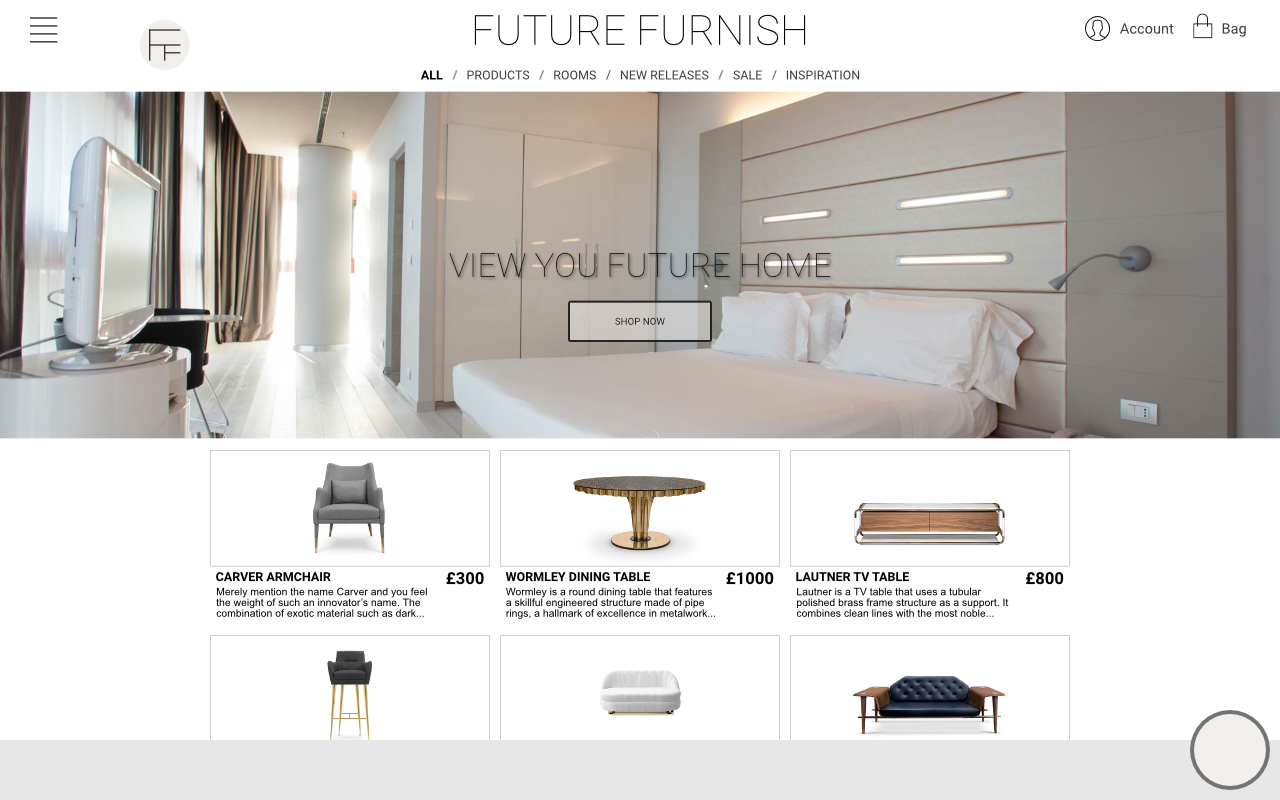 FUTURE FURNISH
Account
Bag
ALL / PRODUCTS / ROOMS / NEW RELEASES / SALE / INSPIRATION
VIEW YOU FUTURE HOME
SHOP NOW
CARVER ARMCHAIR £300
Merely mention the name Carver and you feel
the weight of such an innovator's name. The
combination of exotic material such as dark...
WORMLEY DINING TABLE £1000
Wormley is a round dining table that features
a skillful engineered structure made of pipe
rings, a hallmark of excellence in metalwork...
LAUTNER TV TABLE £800
Lautner is a TV table that uses a tubular
polished brass frame structure as a support. It
combines clean lines with the most noble...